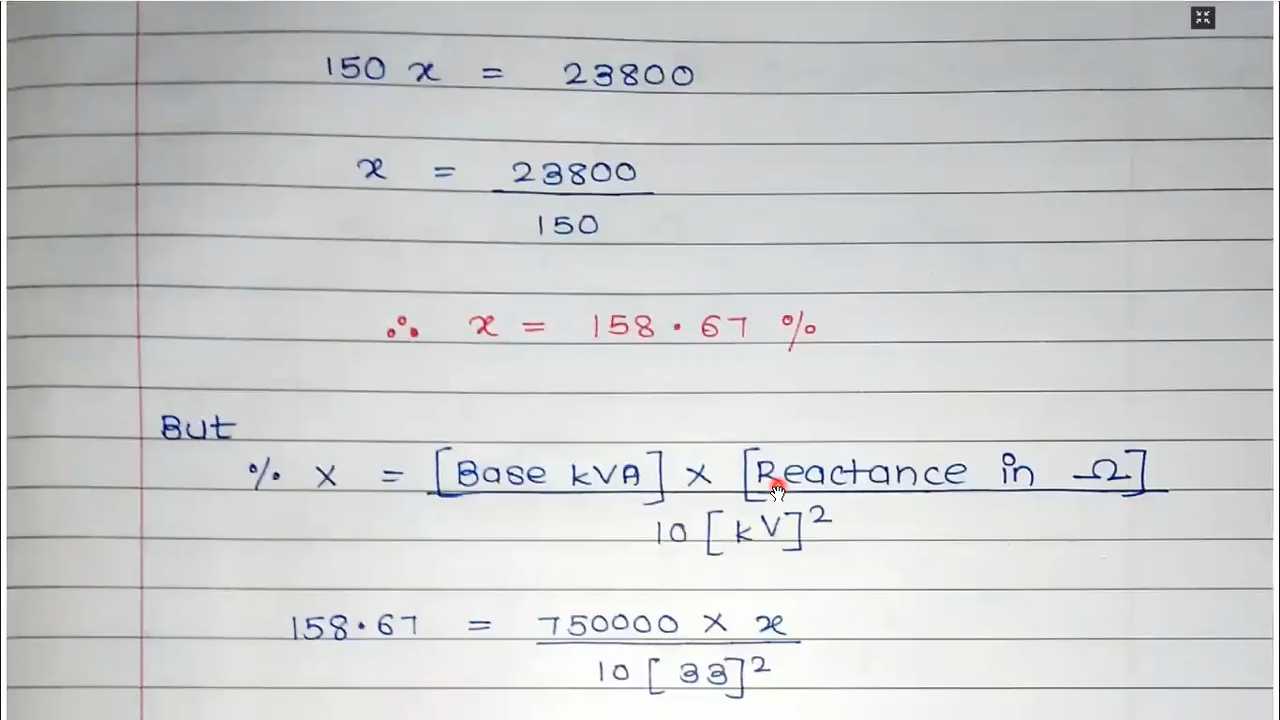 150 x = 23800
x = 23800
150
∴ x = 158.67 %
But
% X = [Base kVA] × [Reactance in Ω]
10 [kV]²
158.67 = 750000 × x
10 [33]²